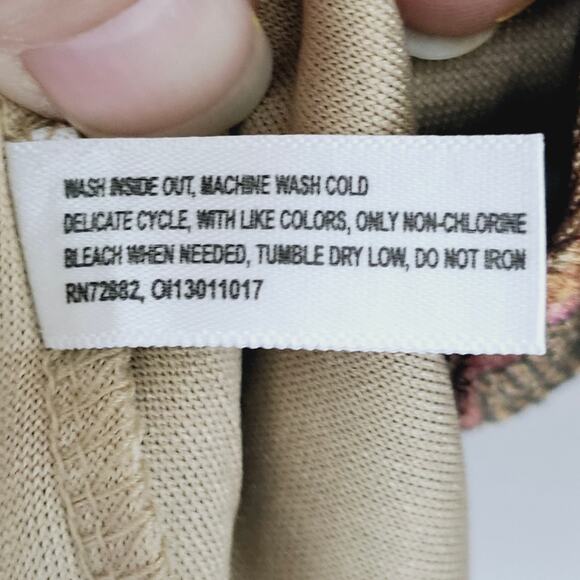 WASH INSIDE OUT, MACHINE WASH COLD
DELICATE CYCLE, WITH LIKE COLORS, ONLY NON-CHLORINE
BLEACH WHEN NEEDED, TUMBLE DRY LOW, DO NOT IRON
RN72882, OI13011017